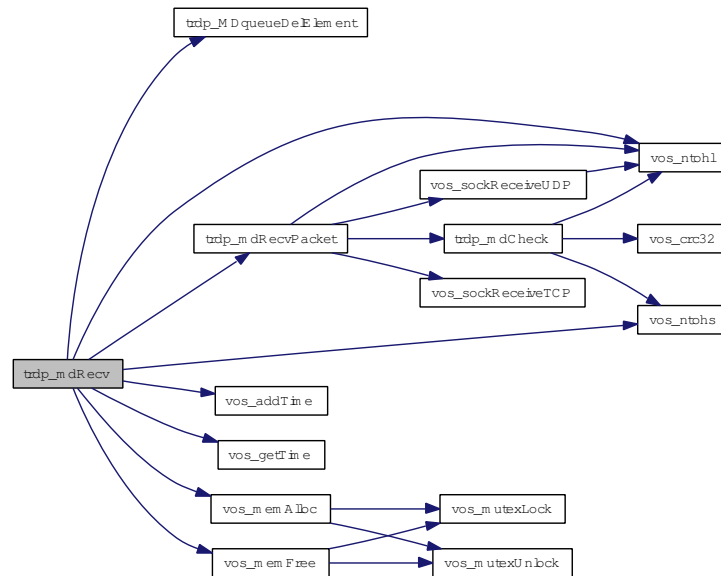 trdp_MDqueueDelElement
vos_ntohl
vos_sockReceiveUDP
trdp_mdRecvPacket
trdp_mdCheck
vos_crc32
vos_sockReceiveTCP
vos_ntohs
trdp_mdRecv
vos_addTime
vos_getTime
vos_memAlloc
vos_mutexLock
vos_memFree
vos_mutexUnlock